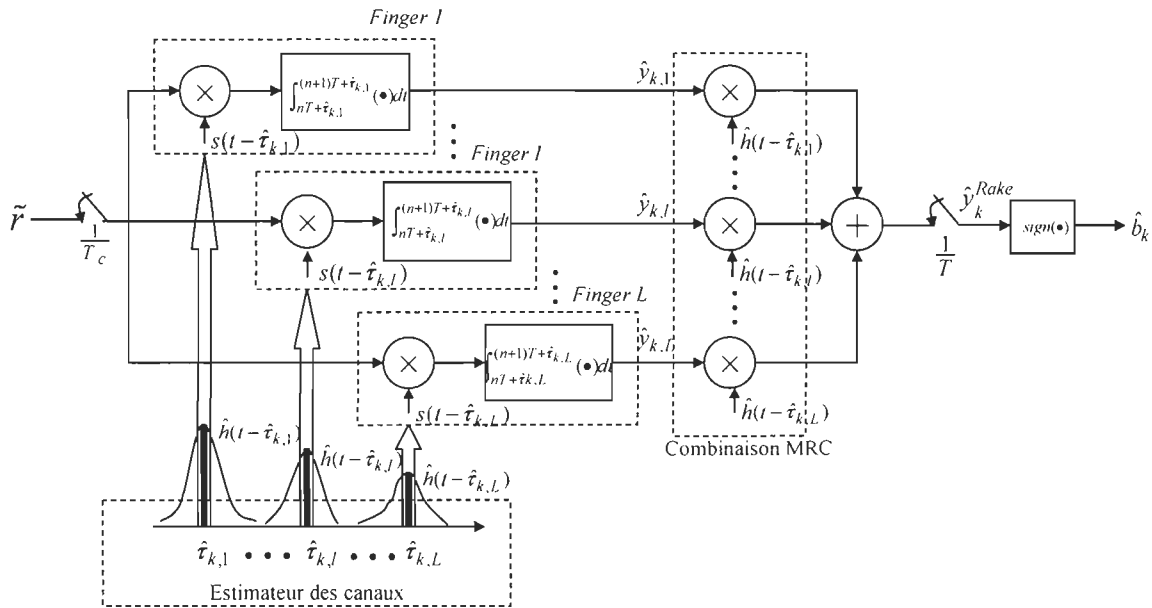 Finger 1
∫_{nT+τ̂_{k,1}}^{(n+1)T+τ̂_{k,1}} (•)dt
ŷ_{k,1}
s(t−τ̂_{k,1})
ĥ(t−τ̂_{k,1})
Finger l
∫_{nT+τ̂_{k,l}}^{(n+1)T+τ̂_{k,l}} (•)dt
r̃
1/T_c
ŷ_{k,l}
s(t−τ̂_{k,l})
ĥ(t−τ̂_{k,l})
1/T
ŷ_k^{Rake}
sign(•)
b̂_k
Finger L
∫_{nT+τ̂k,L}^{(n+1)T+τ̂_{k,L}} (•)dt
ŷ_{k,l}
s(t−τ̂_{k,L})
ĥ(t−τ̂_{k,L})
Combinaison MRC
ĥ(t−τ̂_{k,1})
ĥ(t−τ̂_{k,l})
ĥ(t−τ̂_{k,L})
τ̂_{k,1} • • • • τ̂_{k,l} • • • • τ̂_{k,L}
Estimateur des canaux